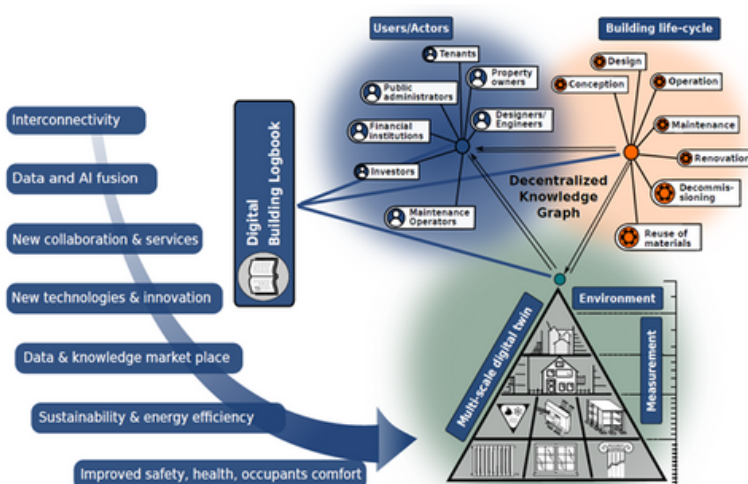 Users/Actors
Building life-cycle
Tenants
Property
owners
Public
administrators
Designers/
Engineers
Financial
institutions
Investors
Maintenance
Operators
Design
Conception
Operation
Maintenance
Renovation
Decommis-
sioning
Reuse of
materials
Decentralized
Knowledge
Graph
Digital
Building Logbook
Interconnectivity
Data and AI fusion
New collaboration & services
New technologies & innovation
Data & knowledge market place
Sustainability & energy efficiency
Improved safety, health, occupants comfort
Multi-scale digital twin
Environment
Measurement